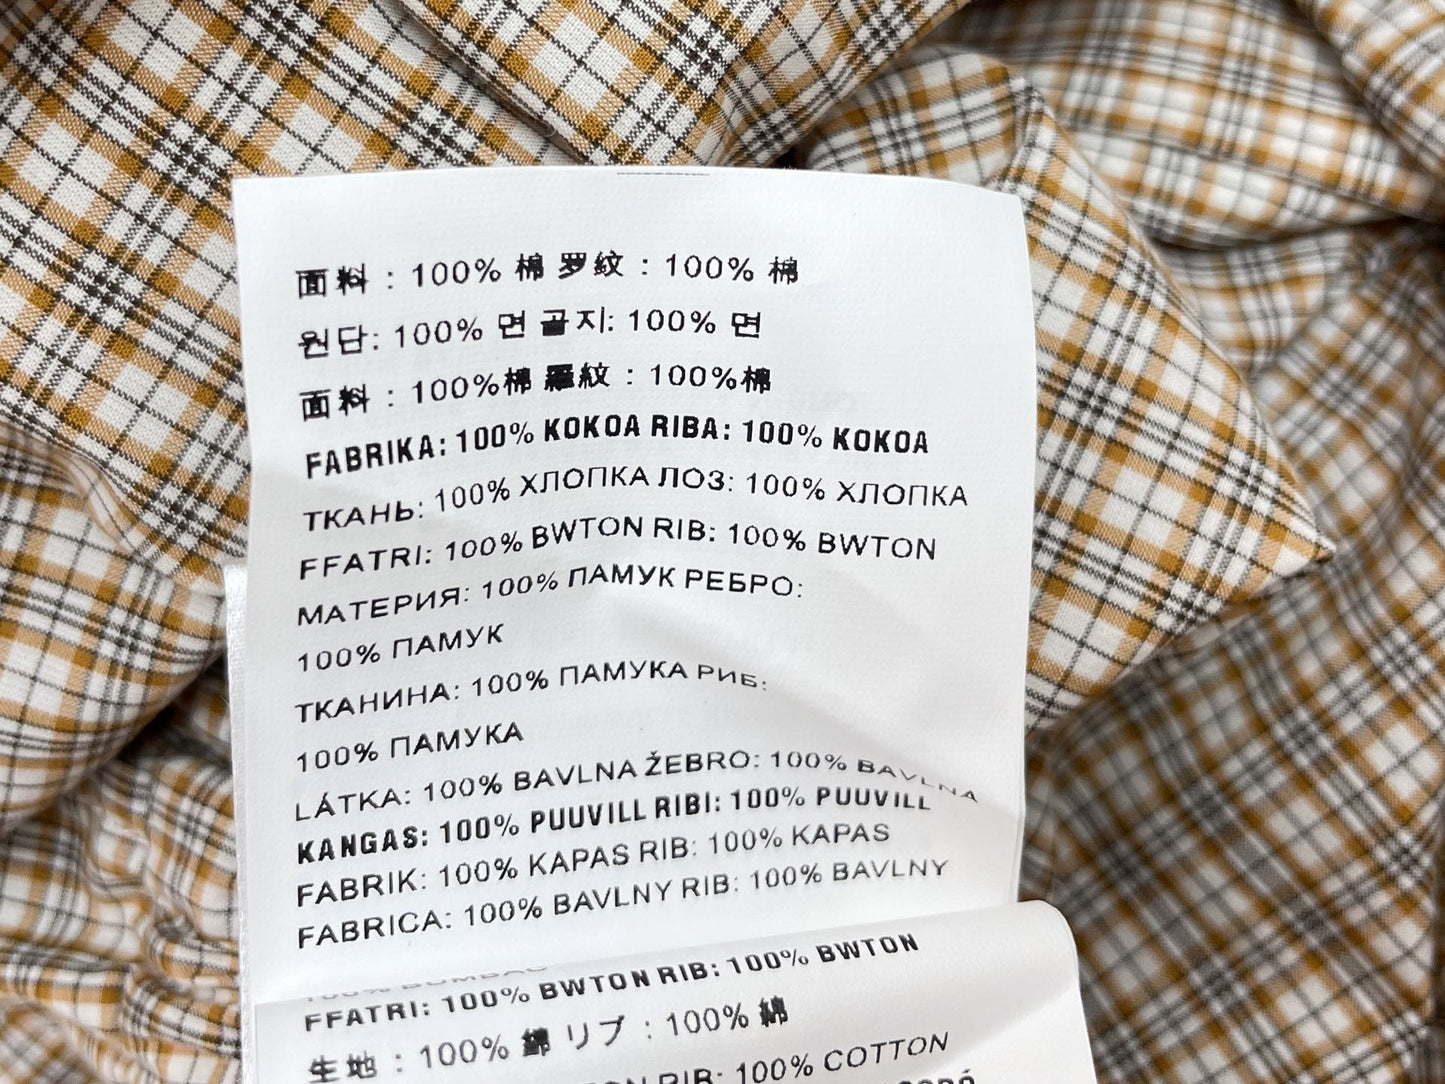 面料：100% 棉 罗紋：100% 棉
원단: 100% 면 골지: 100% 면
面料：100%棉 羅紋：100%棉
FABRIKA: 100% KOKOA RIBA: 100% KOKOA
ТКАНЬ: 100% ХЛОПКА ЛОЗ: 100% ХЛОПКА
FFATRI: 100% BWTON RIB: 100% BWTON
МАТЕРИЯ: 100% ПАМУК РЕБРО:
100% ПАМУК
ТКАНИНА: 100% ПАМУКА РИБ:
100% ПАМУКА
LÁTKA: 100% BAVLNA ŽEBRO: 100% BAVLNA
KANGAS: 100% PUUVILL RIBI: 100% PUUVILL
FABRIK: 100% KAPAS RIB: 100% KAPAS
FABRICA: 100% BAVLNY RIB: 100% BAVLNY
FFATRI: 100% BWTON RIB: 100% BWTON
生地：100% 綿 リブ：100% 綿
RIB: 100% COTTON